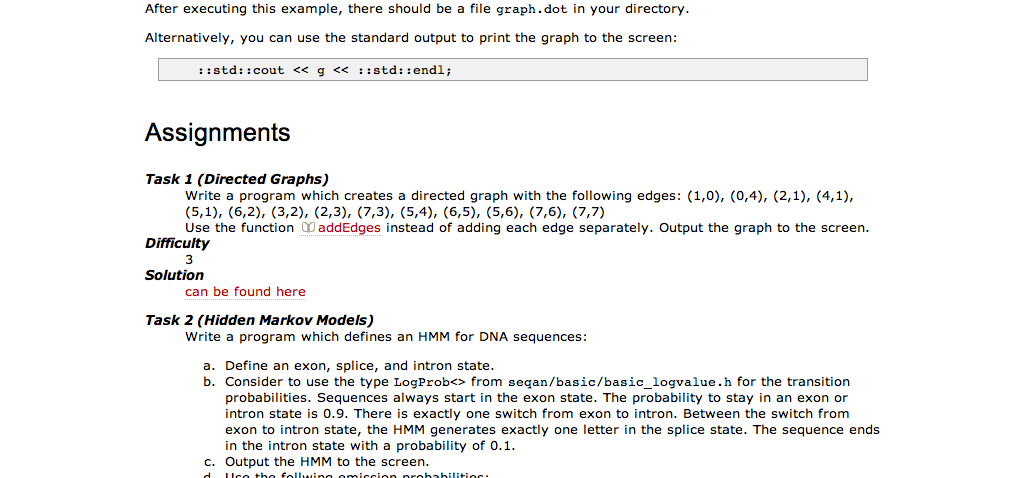 After executing this example, there should be a file graph.dot in your directory.
Alternatively, you can use the standard output to print the graph to the screen:
::std::cout << g << ::std::endl;
Assignments
Task 1 (Directed Graphs)
Write a program which creates a directed graph with the following edges: (1,0), (0,4), (2,1), (4,1),
(5,1), (6,2), (3,2), (2,3), (7,3), (5,4), (6,5), (5,6), (7,6), (7,7)
Use the function addEdges instead of adding each edge separately. Output the graph to the screen.
Difficulty
3
Solution
can be found here
Task 2 (Hidden Markov Models)
Write a program which defines an HMM for DNA sequences:
a. Define an exon, splice, and intron state.
b. Consider to use the type LogProb<> from seqan/basic/basic_logvalue.h for the transition
probabilities. Sequences always start in the exon state. The probability to stay in an exon or
intron state is 0.9. There is exactly one switch from exon to intron. Between the switch from
exon to intron state, the HMM generates exactly one letter in the splice state. The sequence ends
in the intron state with a probability of 0.1.
c. Output the HMM to the screen.
d. Use the follwing emission probabilities: